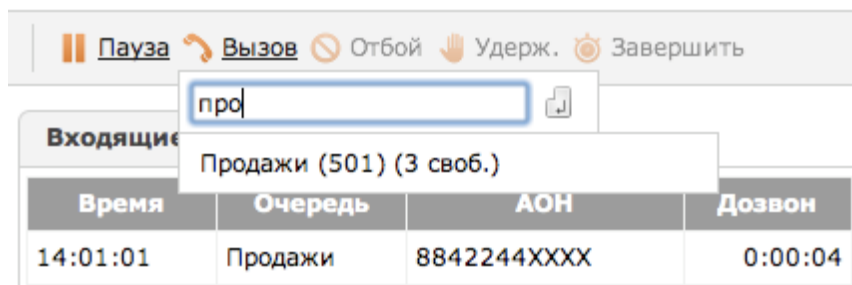 Пауза Вызов Отбой Удерж. Завершить
про
Входящие
Продажи (501) (3 своб.)
Время Очередь АОН Дозвон
14:01:01 Продажи 8842244XXXX 0:00:04